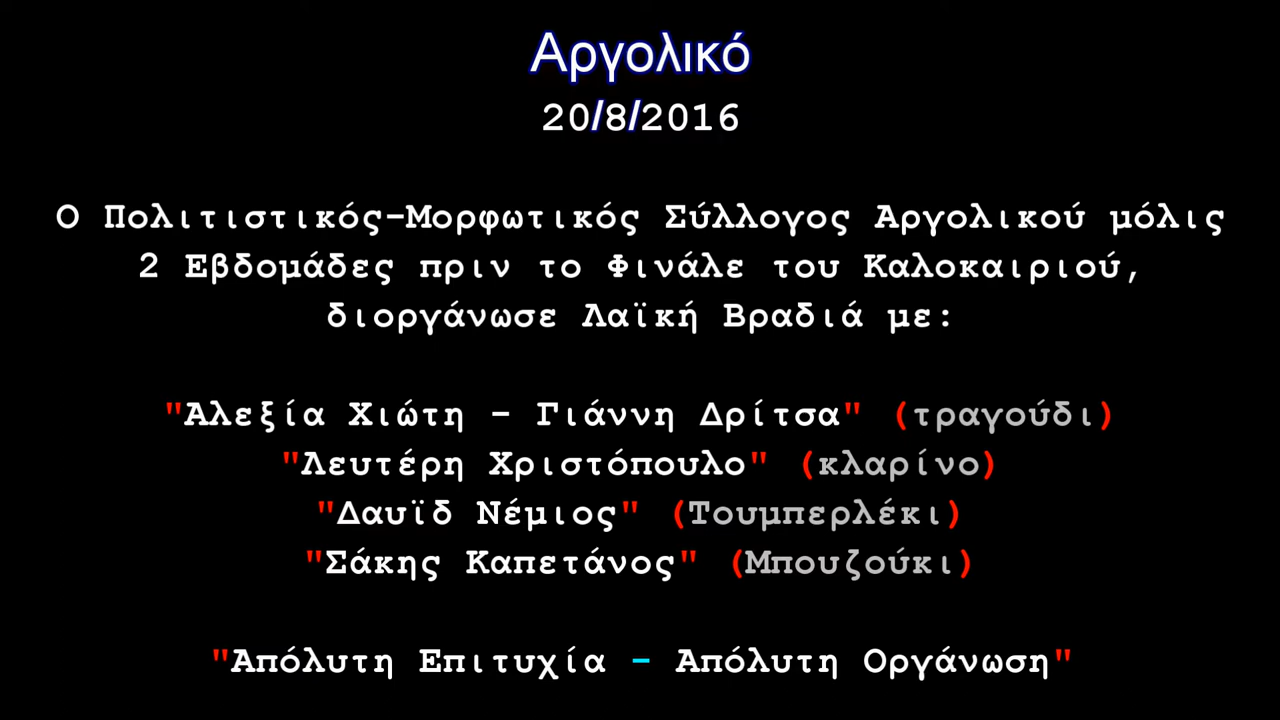 Αργολικό
20/8/2016
Ο Πολιτιστικός-Μορφωτικός Σύλλογος Αργολικού μόλις
2 Εβδομάδες πριν το Φινάλε του Καλοκαιριού,
διοργάνωσε Λαϊκή Βραδιά με:
"Αλεξία Χιώτη - Γιάννη Δρίτσα" (τραγούδι)
"Λευτέρη Χριστόπουλο" (κλαρίνο)
"Δαυϊδ Νέμιος" (Τουμπερλέκι)
"Σάκης Καπετάνος" (Μπουζούκι)
"Απόλυτη Επιτυχία - Απόλυτη Οργάνωση"